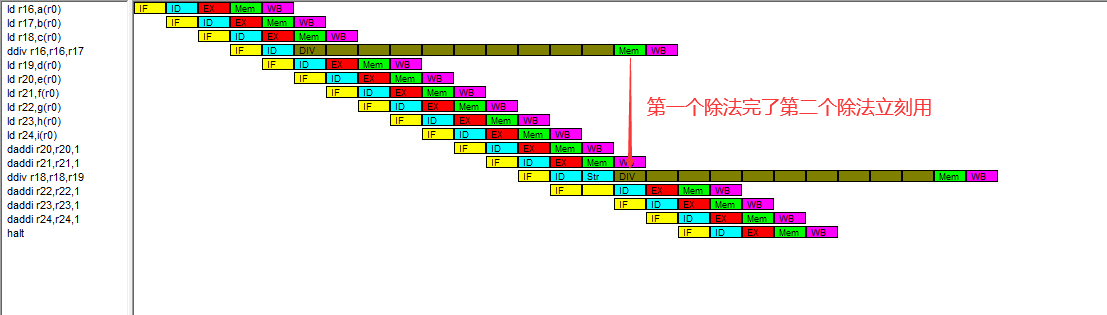 ld r16,a(r0) IF ID EX Mem WB
ld r17,b(r0) IF ID EX Mem WB
ld r18,c(r0) IF ID EX Mem WB
ddiv r16,r16,r17 IF ID DIV Mem WB
ld r19,d(r0) IF ID EX Mem WB
ld r20,e(r0) IF ID EX Mem WB
ld r21,f(r0) IF ID EX Mem WB
ld r22,g(r0) IF ID EX Mem WB
第一个除法完了第二个除法立刻用
ld r23,h(r0) IF ID EX Mem WB
ld r24,i(r0) IF ID EX Mem WB
daddi r20,r20,1 IF ID EX Mem WB
daddi r21,r21,1 IF ID EX Mem WB
ddiv r18,r18,r19 IF ID Str DIV Mem WB
daddi r22,r22,1 IF ID EX Mem WB
daddi r23,r23,1 IF ID EX Mem WB
daddi r24,r24,1 IF ID EX Mem WB
halt IF ID EX Mem WB